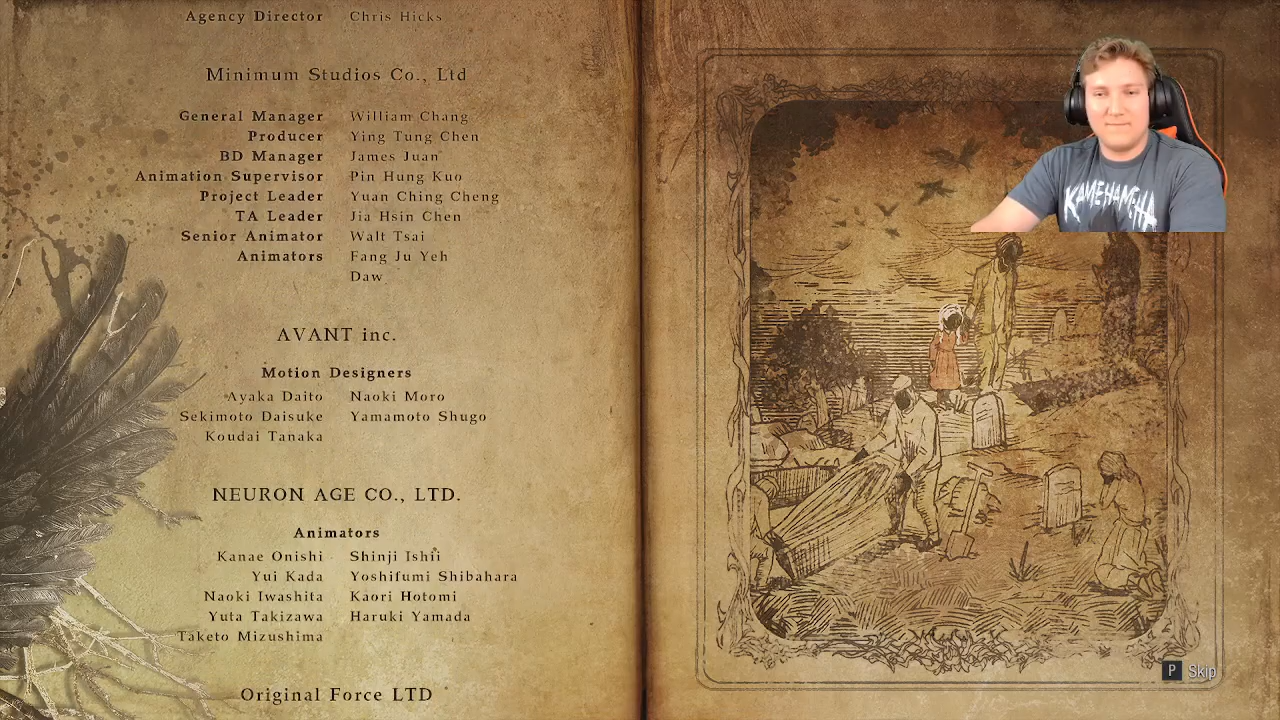 Agency Director Chris Hicks
Minimum Studios Co., Ltd
General Manager William Chang
Producer Ying Tung Chen
BD Manager James Juan
Animation Supervisor Pin Hung Kuo
Project Leader Yuan Ching Cheng
TA Leader Jia Hsin Chen
Senior Animator Walt Tsai
Animators Fang Ju Yeh
Daw
AVANT inc.
Motion Designers
Ayaka Daito Naoki Moro
Sekimoto Daisuke Yamamoto Shugo
Koudai Tanaka
NEURON AGE CO., LTD.
Animators
Kanae Onishi Shinji Ishii
Yui Kada Yoshifumi Shibahara
Naoki Iwashita Kaori Hotomi
Yuta Takizawa Haruki Yamada
Taketo Mizushima
Original Force LTD
KAMEHAMEHA
P Skip